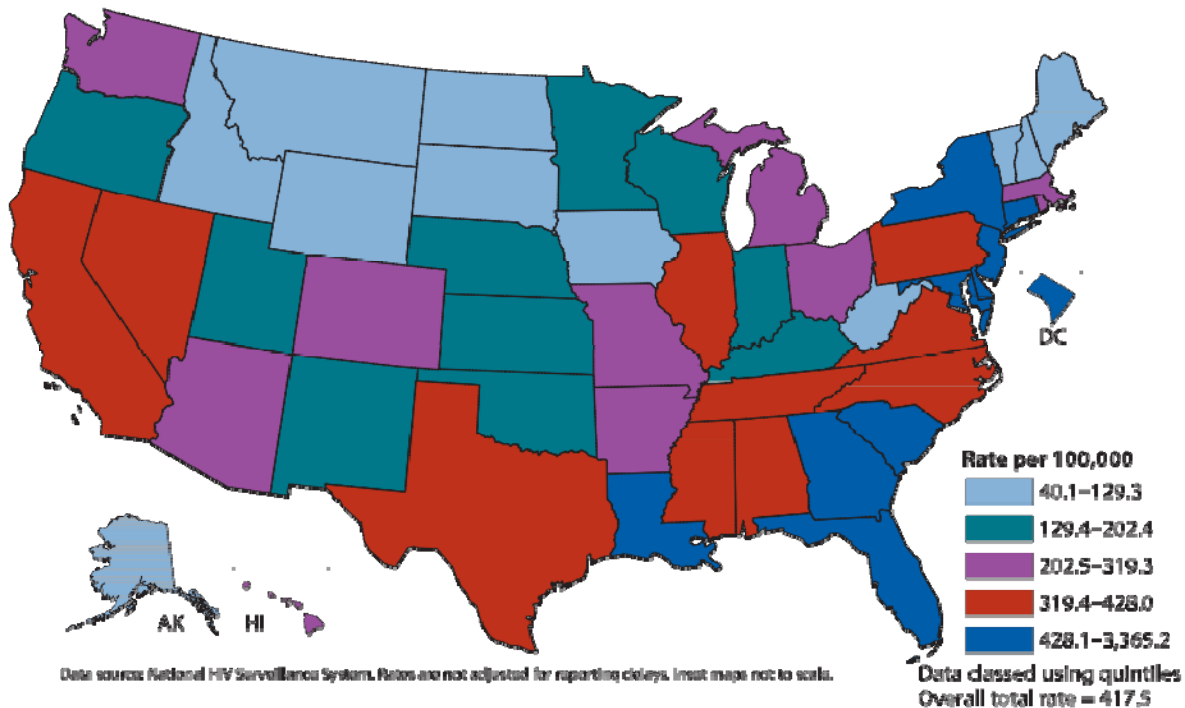 DC
Rate per 100,000
40.1–129.3
129.4–202.4
202.5–319.3
319.4–428.0
428.1–3,365.2
AK
HI
Data source: National HIV Surveillance System. Rates are not adjusted for reporting delays. Inset maps not to scale.
Data classed using quintiles
Overall total rate = 417.5